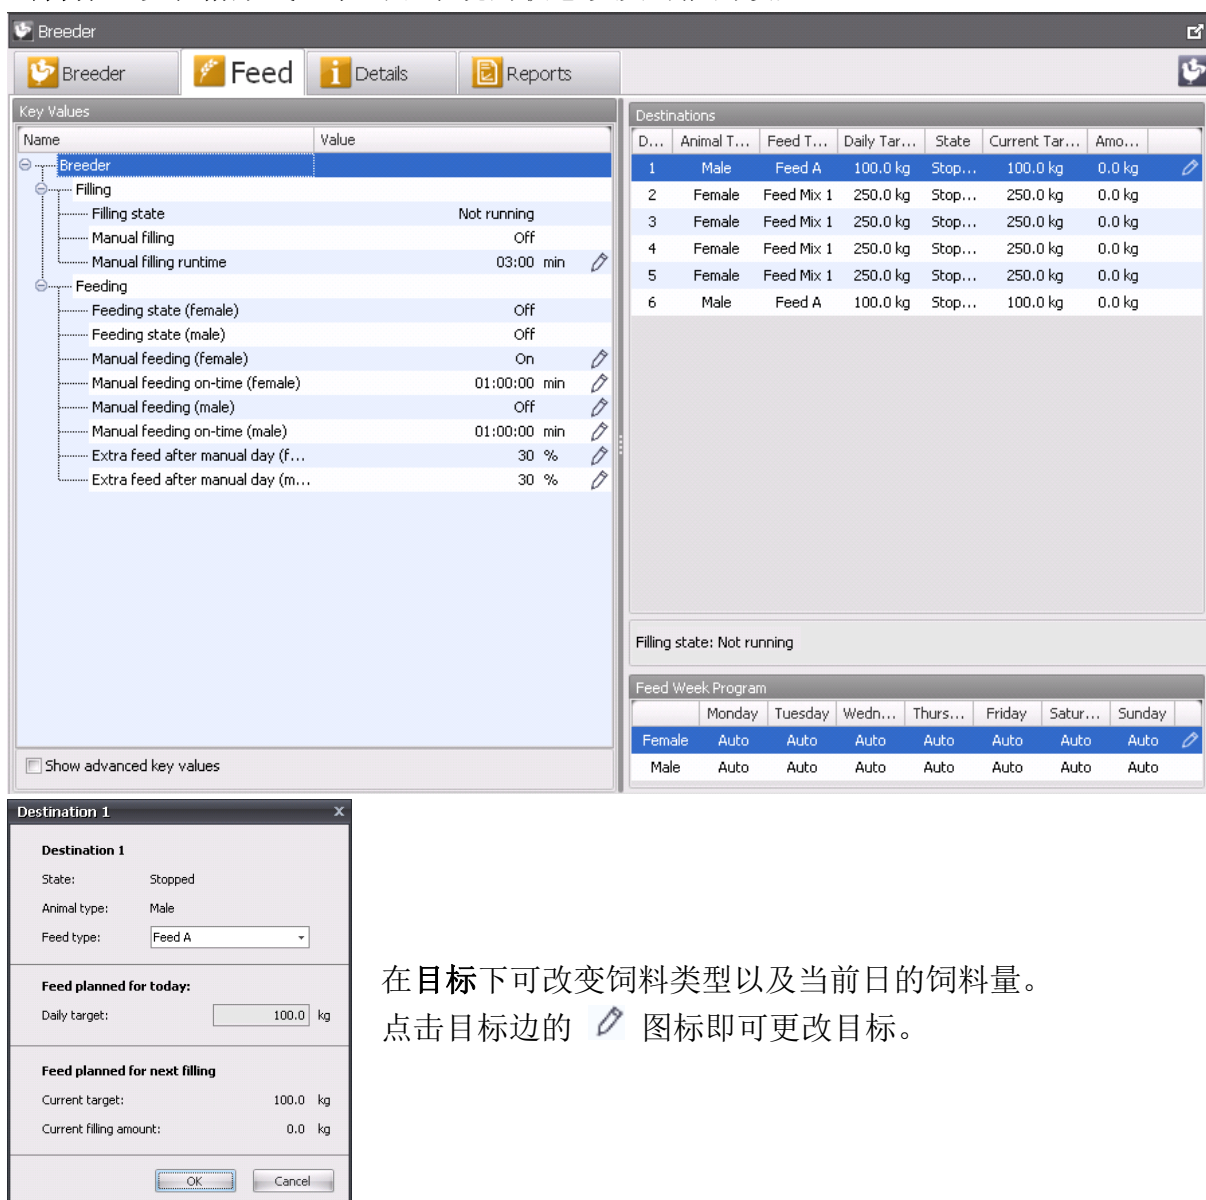 Breeder
Breeder Feed Details Reports
Key Values
Name Value
Breeder
Filling
Filling state Not running
Manual filling Off
Manual filling runtime 03:00 min
Feeding
Feeding state (female) Off
Feeding state (male) Off
Manual feeding (female) On
Manual feeding on-time (female) 01:00:00 min
Manual feeding (male) Off
Manual feeding on-time (male) 01:00:00 min
Extra feed after manual day (f... 30 %
Extra feed after manual day (m... 30 %
Show advanced key values
Destinations
D... Animal T... Feed T... Daily Tar... State Current Tar... Amo...
1 Male Feed A 100.0 kg Stop... 100.0 kg 0.0 kg
2 Female Feed Mix 1 250.0 kg Stop... 250.0 kg 0.0 kg
3 Female Feed Mix 1 250.0 kg Stop... 250.0 kg 0.0 kg
4 Female Feed Mix 1 250.0 kg Stop... 250.0 kg 0.0 kg
5 Female Feed Mix 1 250.0 kg Stop... 250.0 kg 0.0 kg
6 Male Feed A 100.0 kg Stop... 100.0 kg 0.0 kg
Filling state: Not running
Feed Week Program
Monday Tuesday Wedn... Thurs... Friday Satur... Sunday
Female Auto Auto Auto Auto Auto Auto Auto
Male Auto Auto Auto Auto Auto Auto Auto
Destination 1 x
Destination 1
State: Stopped
Animal type: Male
Feed type: Feed A
Feed planned for today:
Daily target: 100.0 kg
Feed planned for next filling
Current target: 100.0 kg
Current filling amount: 0.0 kg
OK Cancel
在目标下可改变饲料类型以及当前日的饲料量。
点击目标边的 图标即可更改目标。